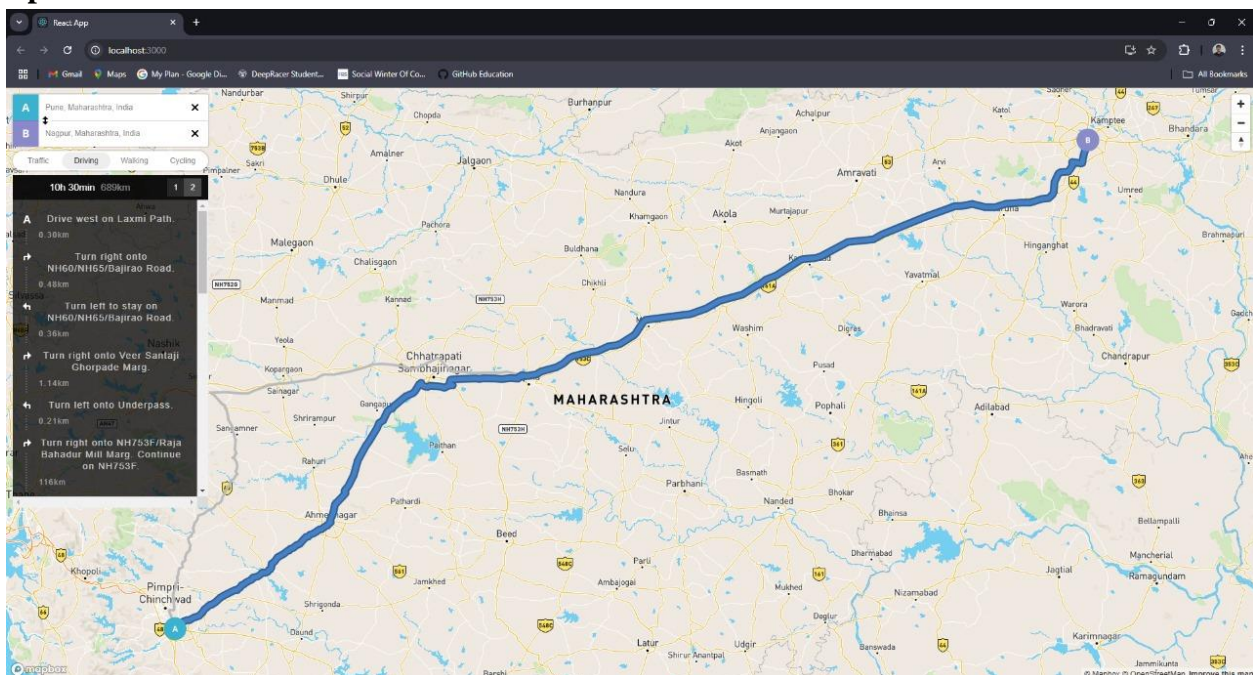 React App
localhost:3000
Gmail
Maps
My Plan - Google Di...
DeepRacer Student...
Social Winter Of Co...
GitHub Education
All Bookmarks
A
Pune, Maharashtra, India
B
Nagpur, Maharashtra, India
Traffic
Driving
Walking
Cycling
10h 30min 689km
1
2
A
Drive west on Laxmi Path.
0.30km
Turn right onto
NH60/NH65/Bajirao Road.
0.48km
Turn left to stay on
NH60/NH65/Bajirao Road.
0.36km
Turn right onto Veer Santaji
Ghorpade Marg.
1.14km
Turn left onto Underpass.
0.21km
Turn right onto NH753F/Raja
Bahadur Mill Marg. Continue
on NH753F.
116km
Nandurbar
Shirpur
Burhanpur
Chopda
Achalpur
Katol
Kamptee
Bhandara
Anjangaon
Akot
Amalner
Jalgaon
Sakri
Pimpalner
Dhule
Amravati
Arvi
Umred
Nandura
Khamgaon
Akola
Murtajapur
Pachora
Malegaon
Buldhana
Hinganghat
Brahmapuri
Chalisgaon
Chikhli
Yavatmal
NH752G
Manmad
Kannad
NH753H
Warora
Nashik
Yeola
Washim
Digras
Bhadravati
Chhatrapati
Sambhajinagar
Kopargaon
Pusad
Chandrapur
Sainagar
MAHARASHTRA
Hingoli
Pophali
Adilabad
Shrirampur
Sangamner
NH753H
Jintur
Paithan
Selu
Rahuri
Basmath
Parbhani
Bhokar
Pathardi
Nanded
Bhainsa
Bellampalli
Beed
Dharmabad
Mancherial
Khopoli
Parli
Jagtial
Ramagundam
Pimpri-
Chinchwad
Jamkhed
Ambajogai
Mukhed
Nizamabad
Shrigonda
Daund
Latur
Udgir
Deglur
Banswada
Karimnagar
Shirur Anantpal
Barshi
Jammikunta
A
B
mapbox
© Mapbox © OpenStreetMap Improve this map